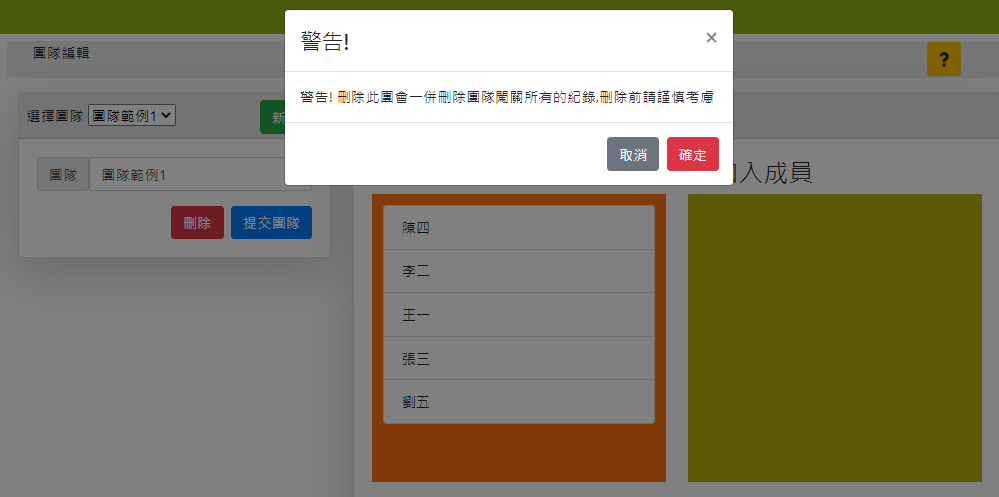 警告!
×
警告! 刪除此團會一併刪除團隊闖關所有的紀錄,刪除前請謹慎考慮
取消
確定
團隊編輯
?
選擇團隊 團隊範例1
新
團隊 團隊範例1
刪除 提交團隊
加入成員
陳四
李二
王一
張三
劉五